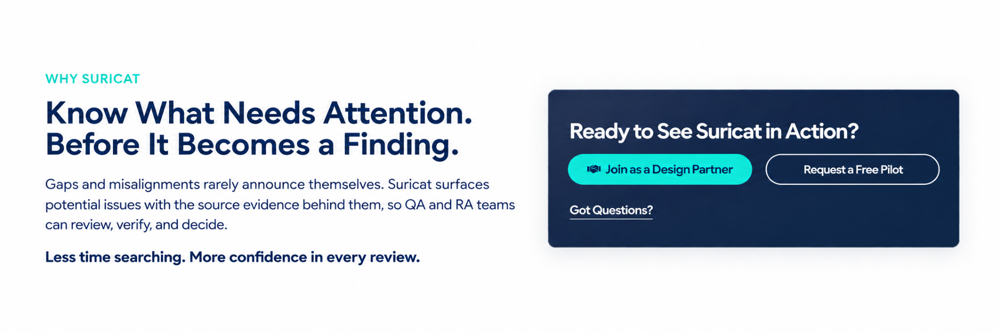 WHY SURICAT
Know What Needs Attention.
Before It Becomes a Finding.
Gaps and misalignments rarely announce themselves. Suricat surfaces
potential issues with the source evidence behind them, so QA and RA teams
can review, verify, and decide.
Less time searching. More confidence in every review.
Ready to See Suricat in Action?
Join as a Design Partner
Request a Free Pilot
Got Questions?